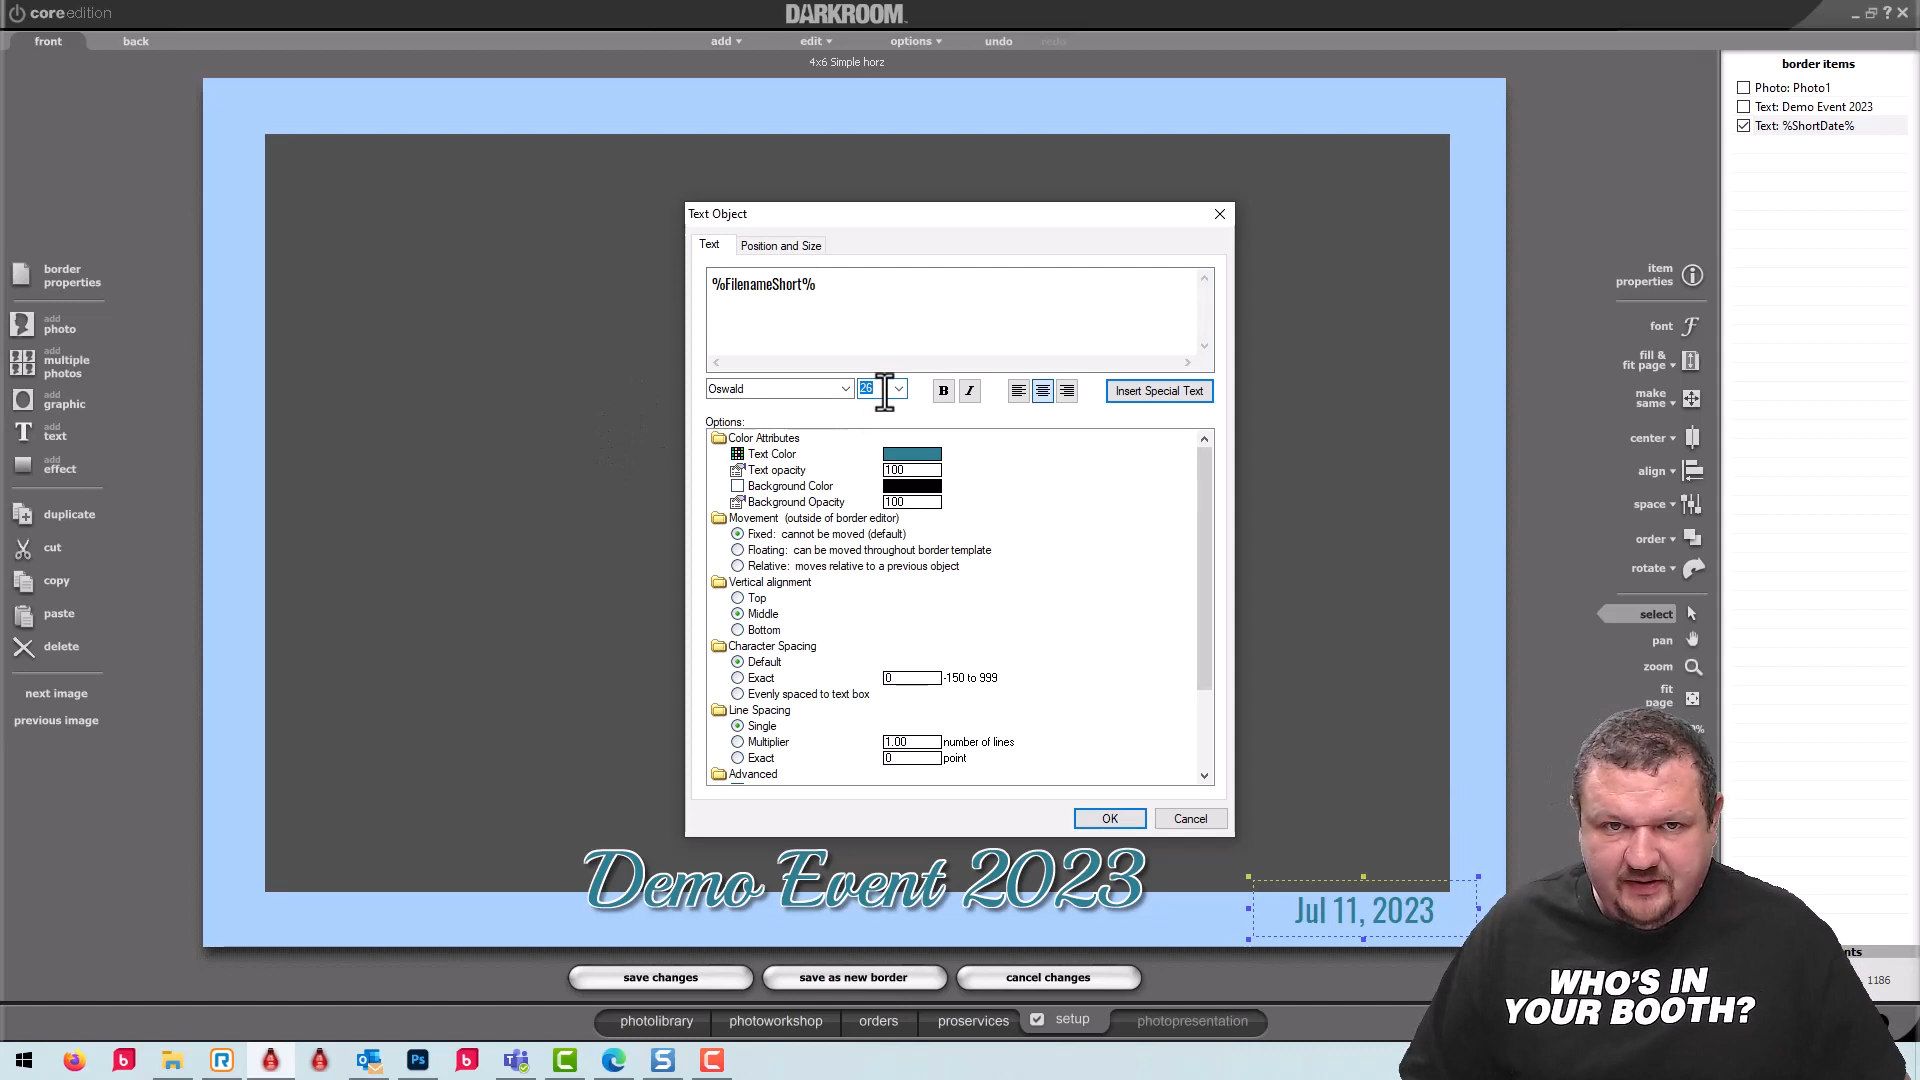 coreedition
DARKROOM
front
back
add
edit
options
undo
redo
4x6 Simple horz
border items
Photo: Photo1
Text: Demo Event 2023
Text: %ShortDate%
border
properties
add
photo
add
multiple
photos
add
graphic
add
text
add
effect
duplicate
cut
copy
paste
delete
next image
previous image
Text Object
Text
Position and Size
%FilenameShort%
Oswald
26
B
I
Insert Special Text
Options:
Color Attributes
Text Color
Text opacity
100
Background Color
Background Opacity
100
Movement (outside of border editor)
Fixed: cannot be moved (default)
Floating: can be moved throughout border template
Relative: moves relative to a previous object
Vertical alignment
Top
Middle
Bottom
Character Spacing
Default
Exact
0
-150 to 999
Evenly spaced to text box
Line Spacing
Single
Multiplier
1.00
number of lines
Exact
0
point
Advanced
OK
Cancel
item
properties
font
fill &
fit page
make
same
center
align
space
order
rotate
select
pan
zoom
fit
page
Demo Event 2023
Jul 11, 2023
save changes
save as new border
cancel changes
1186
WHO'S IN
YOUR BOOTH?
photolibrary
photoworkshop
orders
proservices
setup
photopresentation